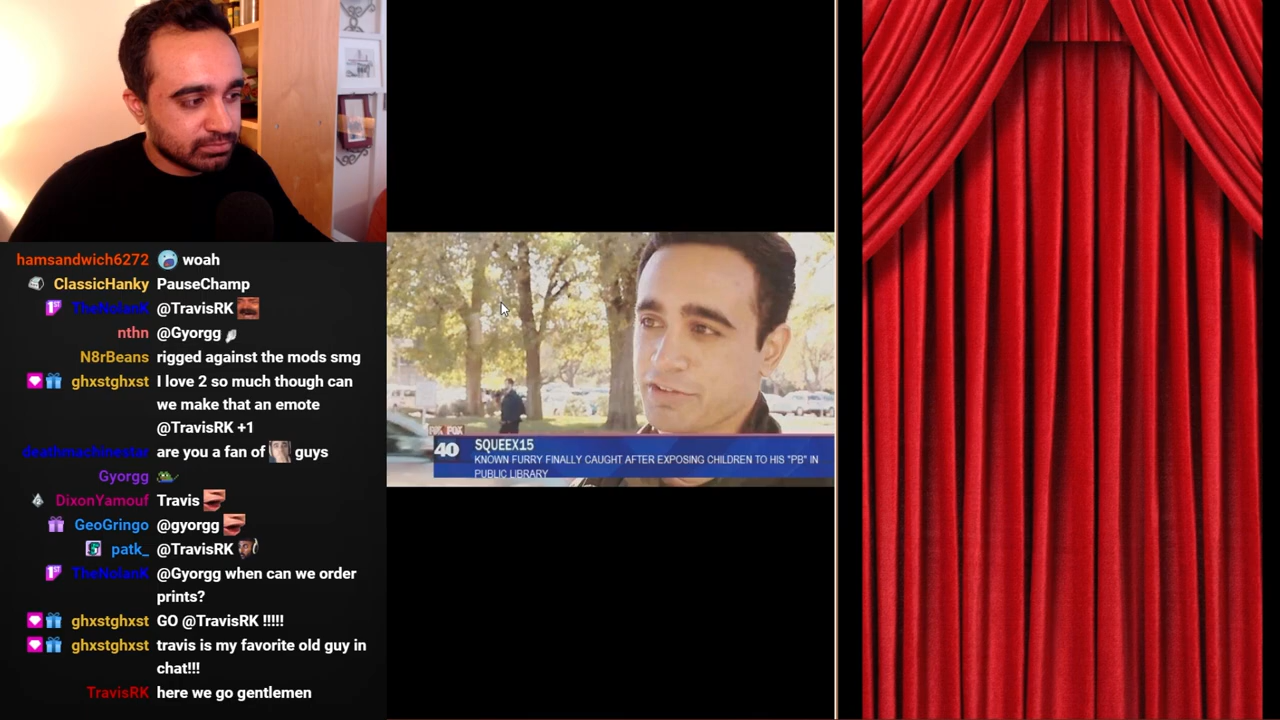 hamsandwich6272 woah
ClassicHanky PauseChamp
TheNolanK @TravisRK
nthn @Gyorgg
N8rBeans rigged against the mods smg
ghxstghxst I love 2 so much though can
we make that an emote
@TravisRK +1
deathmachinestar are you a fan of guys
Gyorgg
DixonYamouf Travis
GeoGringo @gyorgg
patk_ @TravisRK
TheNolanK @Gyorgg when can we order
prints?
ghxstghxst GO @TravisRK !!!!!
ghxstghxst travis is my favorite old guy in
chat!!!
TravisRK here we go gentlemen
FOX
40
SQUEEX15
KNOWN FURRY FINALLY CAUGHT AFTER EXPOSING CHILDREN TO HIS "PB" IN
PUBLIC LIBRARY